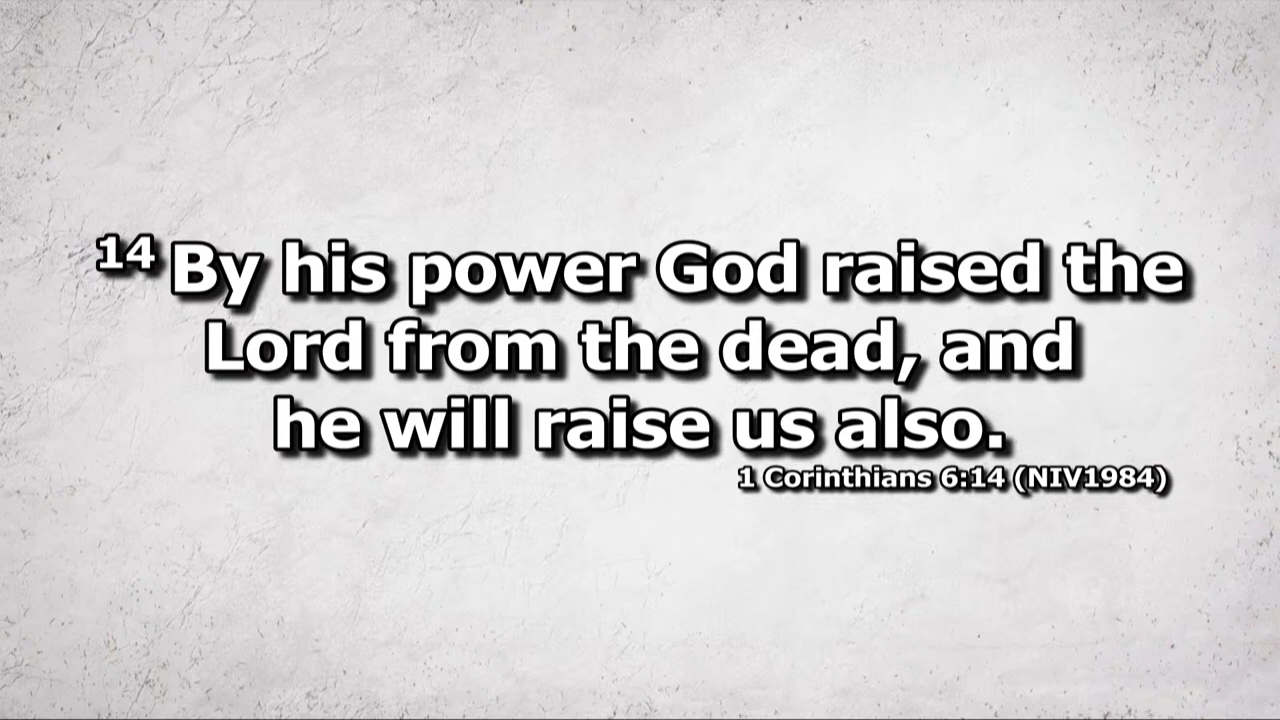 14 By his power God raised the
Lord from the dead, and
he will raise us also.
1 Corinthians 6:14 (NIV1984)